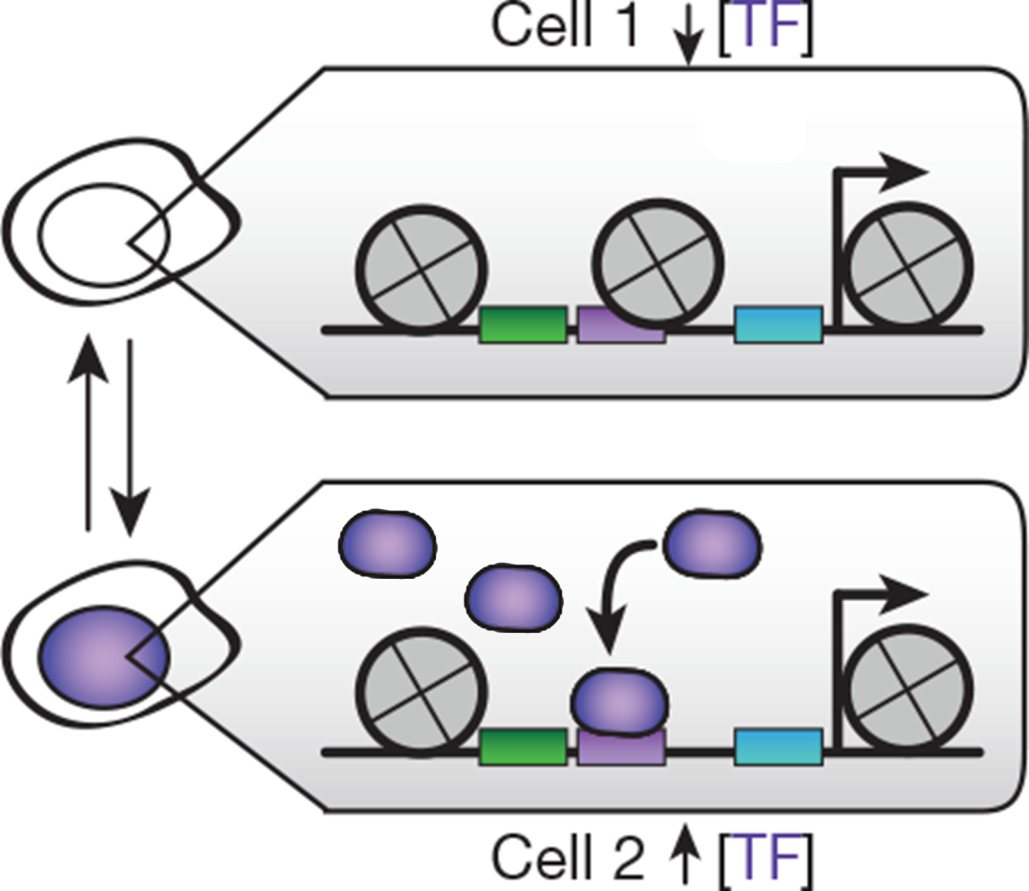 Cell 1 ↓ [TF]
Cell 2 ↑ [TF]